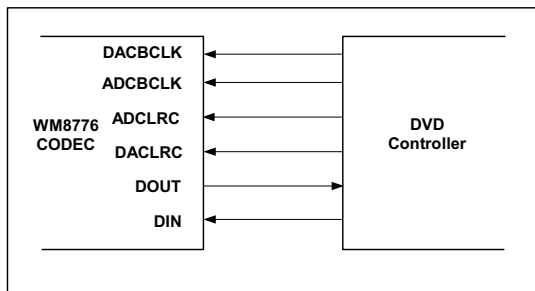 DACBCLK
ADCBCLK
ADCLRC
WM8776
CODEC
DACLRC
DOUT
DIN
DVD
Controller